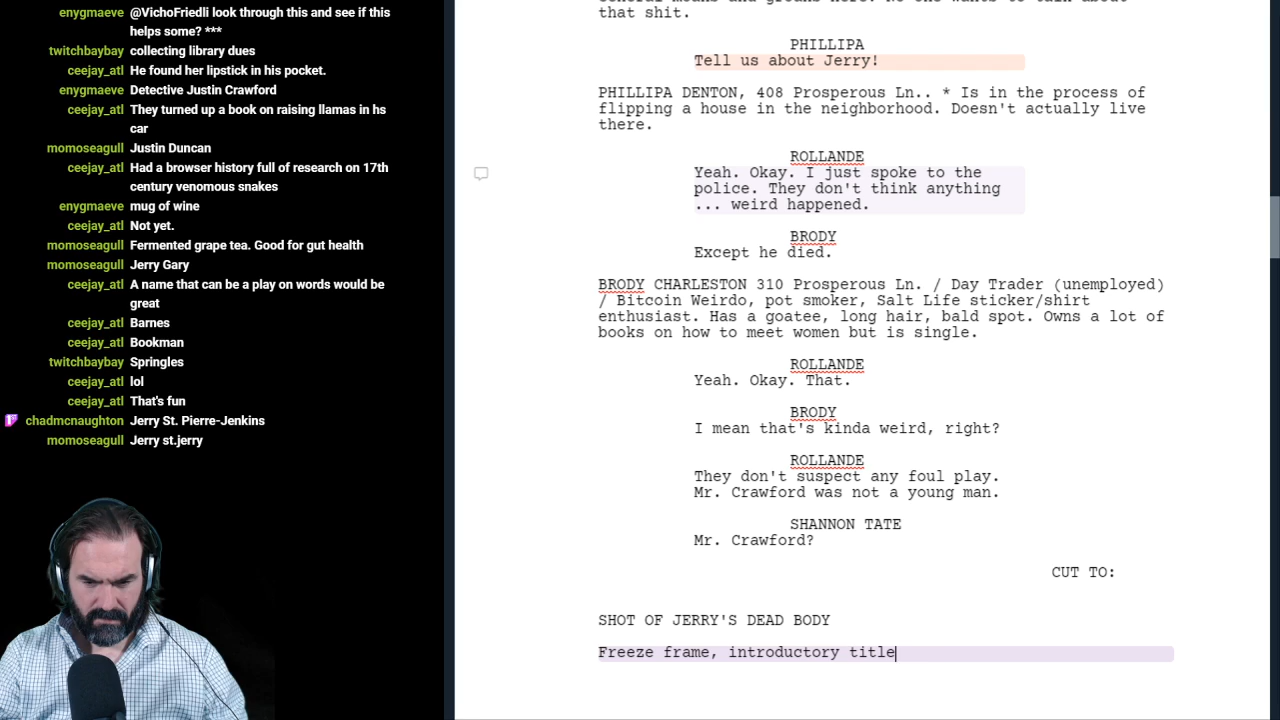 enygmaeve @VichoFriedli look through this and see if this
helps some? ***
twitchbaybay collecting library dues
ceejay_atl He found her lipstick in his pocket.
enygmaeve Detective Justin Crawford
ceejay_atl They turned up a book on raising llamas in hs
car
momoseagull Justin Duncan
ceejay_atl Had a browser history full of research on 17th
century venomous snakes
enygmaeve mug of wine
ceejay_atl Not yet.
momoseagull Fermented grape tea. Good for gut health
momoseagull Jerry Gary
ceejay_atl A name that can be a play on words would be
great
ceejay_atl Barnes
ceejay_atl Bookman
twitchbaybay Springles
ceejay_atl lol
ceejay_atl That's fun
chadmcnaughton Jerry St. Pierre-Jenkins
momoseagull Jerry st.jerry
that shit.
PHILLIPA
Tell us about Jerry!
PHILLIPA DENTON, 408 Prosperous Ln.. * Is in the process of
flipping a house in the neighborhood. Doesn't actually live
there.
ROLLANDE
Yeah. Okay. I just spoke to the
police. They don't think anything
... weird happened.
BRODY
Except he died.
BRODY CHARLESTON 310 Prosperous Ln. / Day Trader (unemployed)
/ Bitcoin Weirdo, pot smoker, Salt Life sticker/shirt
enthusiast. Has a goatee, long hair, bald spot. Owns a lot of
books on how to meet women but is single.
ROLLANDE
Yeah. Okay. That.
BRODY
I mean that's kinda weird, right?
ROLLANDE
They don't suspect any foul play.
Mr. Crawford was not a young man.
SHANNON TATE
Mr. Crawford?
CUT TO:
SHOT OF JERRY'S DEAD BODY
Freeze frame, introductory title